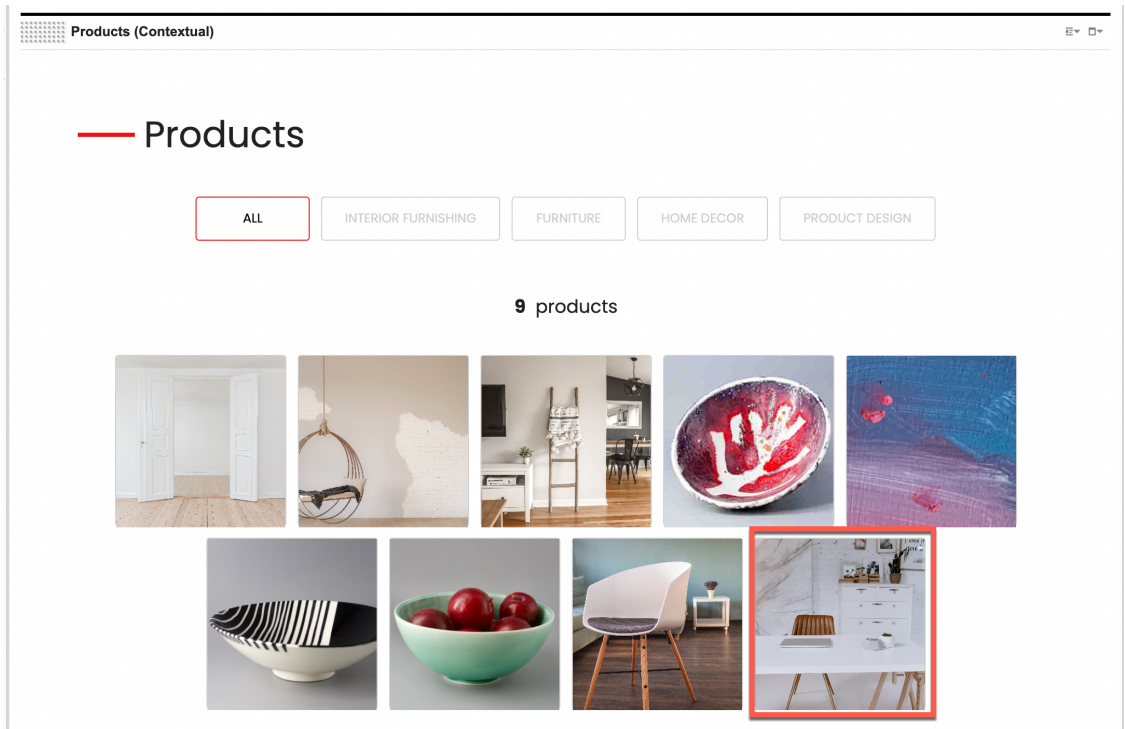 Products (Contextual)
Products
ALL
INTERIOR FURNISHING
FURNITURE
HOME DECOR
PRODUCT DESIGN
9 products